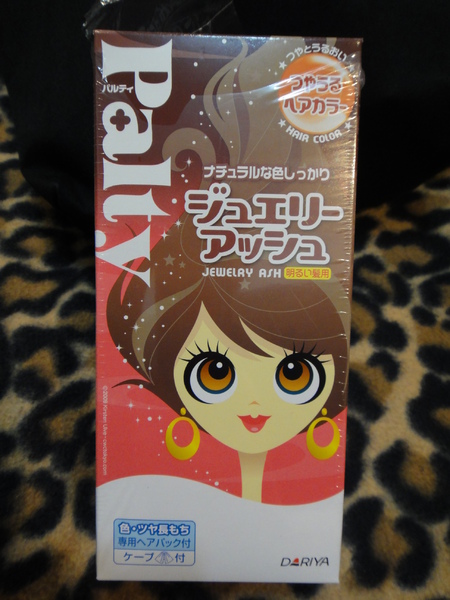 Palty
パルティ
つやとうるおい
つやうる
ヘアカラー
HAIR COLOR
ナチュラルな色しっかり
ジュエリー
アッシュ
JEWELRY ASH 明るい髪用
色・ツヤ長もち
専用ヘアパック付
ケープ付
DARIYA